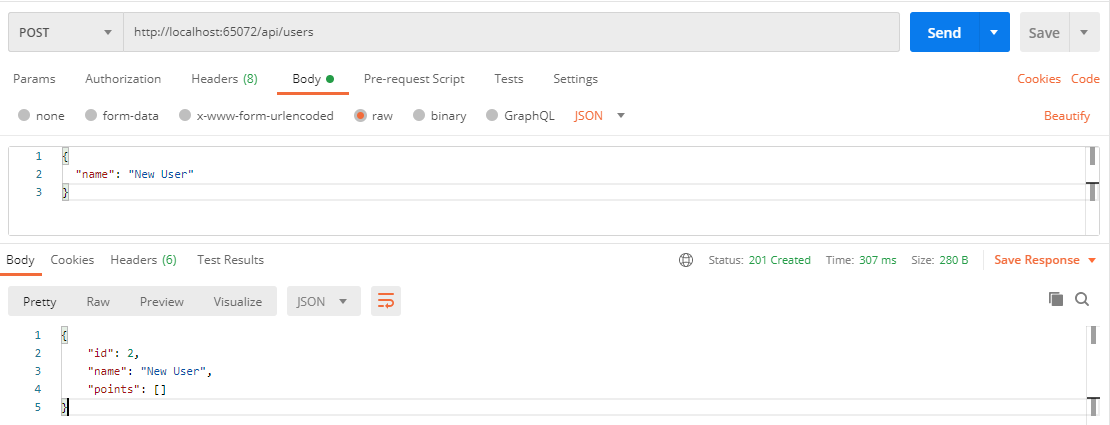 POST http://localhost:65072/api/users Send Save
Params Authorization Headers (8) Body Pre-request Script Tests Settings Cookies Code
none form-data x-www-form-urlencoded raw binary GraphQL JSON Beautify
1 {
2 "name": "New User"
3 }
Body Cookies Headers (6) Test Results Status: 201 Created Time: 307 ms Size: 280 B Save Response
Pretty Raw Preview Visualize JSON
1 {
2 "id": 2,
3 "name": "New User",
4 "points": []
5 }